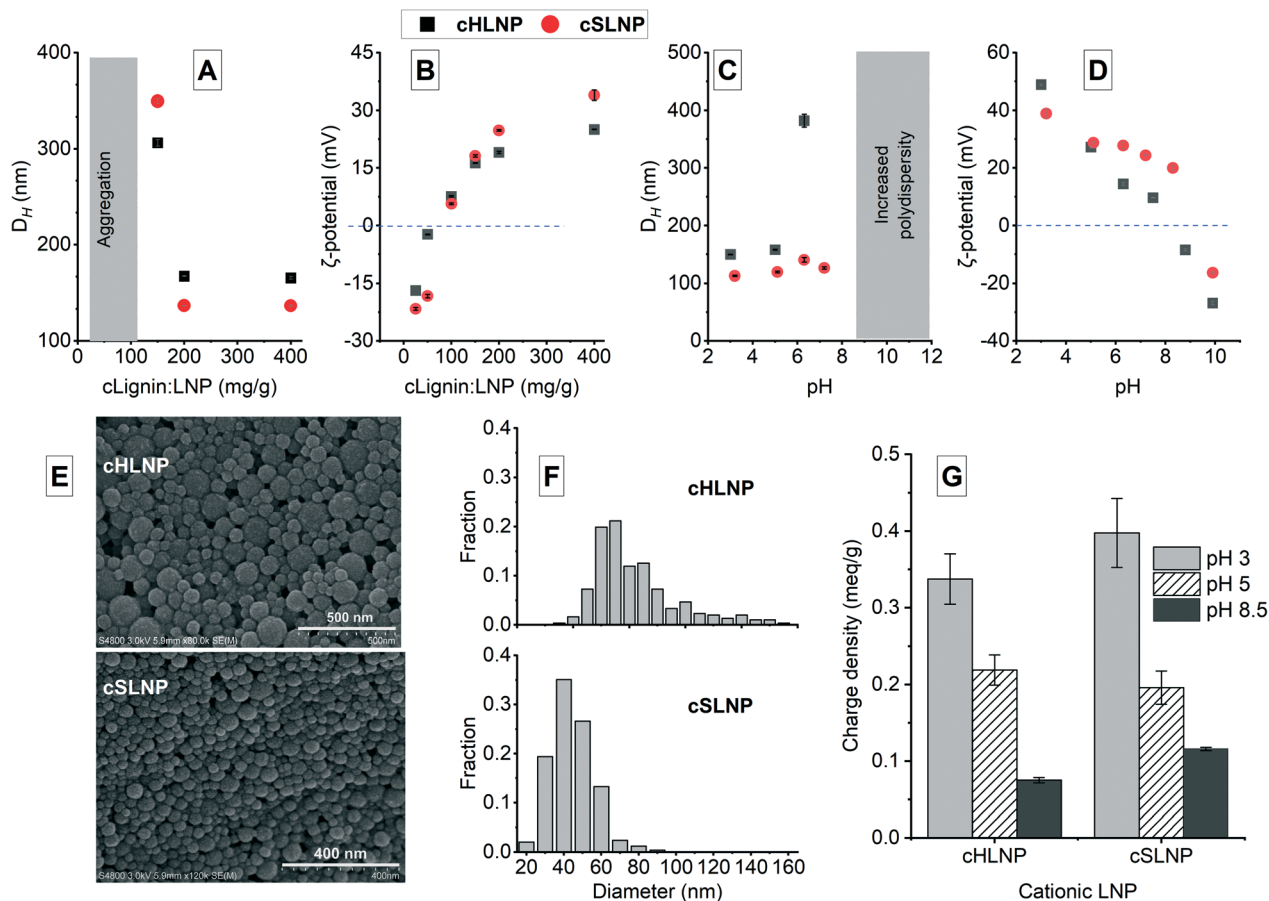 cHLNP cSLNP
A
400
300
200
100
D_H (nm)
Aggregation
0 100 200 300 400
cLignin:LNP (mg/g)
B
45
30
15
0
-15
-30
ζ-potential (mV)
0 100 200 300 400
cLignin:LNP (mg/g)
C
500
400
300
200
100
0
D_H (nm)
Increased
polydispersity
2 4 6 8 10 12
pH
D
60
40
20
0
-20
-40
ζ-potential (mV)
2 4 6 8 10
pH
E
cHLNP
500 nm
S4800 3.0kV 5.9mm x80.0k SE(M)
500nm
cSLNP
400 nm
S4800 3.0kV 5.9mm x120k SE(M)
400nm
F
0.4
0.3
0.2
0.1
0.0
Fraction
cHLNP
0.4
0.3
0.2
0.1
0.0
Fraction
cSLNP
20 40 60 80 100 120 140 160
Diameter (nm)
G
0.5
0.4
0.3
0.2
0.1
0.0
Charge density (meq/g)
pH 3
pH 5
pH 8.5
cHLNP cSLNP
Cationic LNP